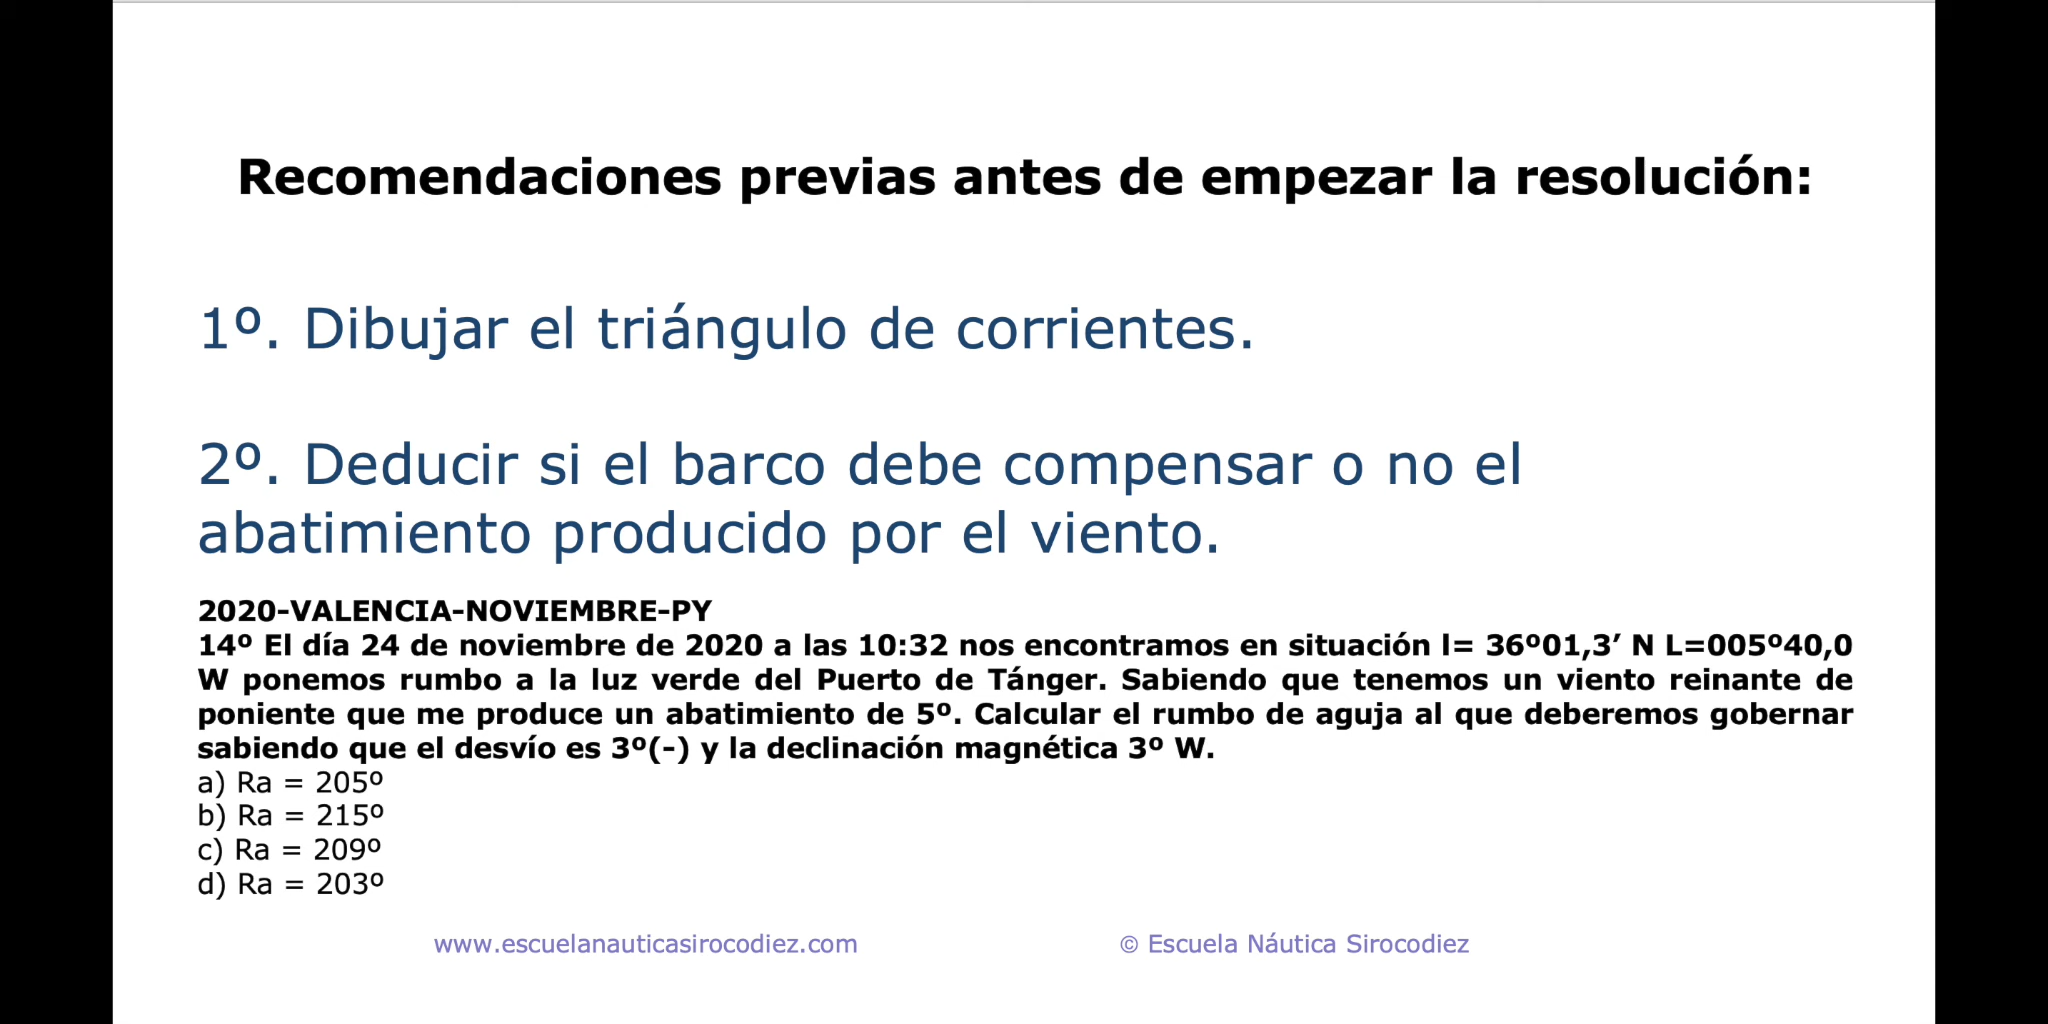 Recomendaciones previas antes de empezar la resolución:
1º. Dibujar el triángulo de corrientes.
2º. Deducir si el barco debe compensar o no el
abatimiento producido por el viento.
2020-VALENCIA-NOVIEMBRE-PY
14º El día 24 de noviembre de 2020 a las 10:32 nos encontramos en situación l= 36º01,3’ N L=005º40,0
W ponemos rumbo a la luz verde del Puerto de Tánger. Sabiendo que tenemos un viento reinante de
poniente que me produce un abatimiento de 5º. Calcular el rumbo de aguja al que deberemos gobernar
sabiendo que el desvío es 3º(-) y la declinación magnética 3º W.
a) Ra = 205º
b) Ra = 215º
c) Ra = 209º
d) Ra = 203º
www.escuelanauticasirocodiez.com © Escuela Náutica Sirocodiez